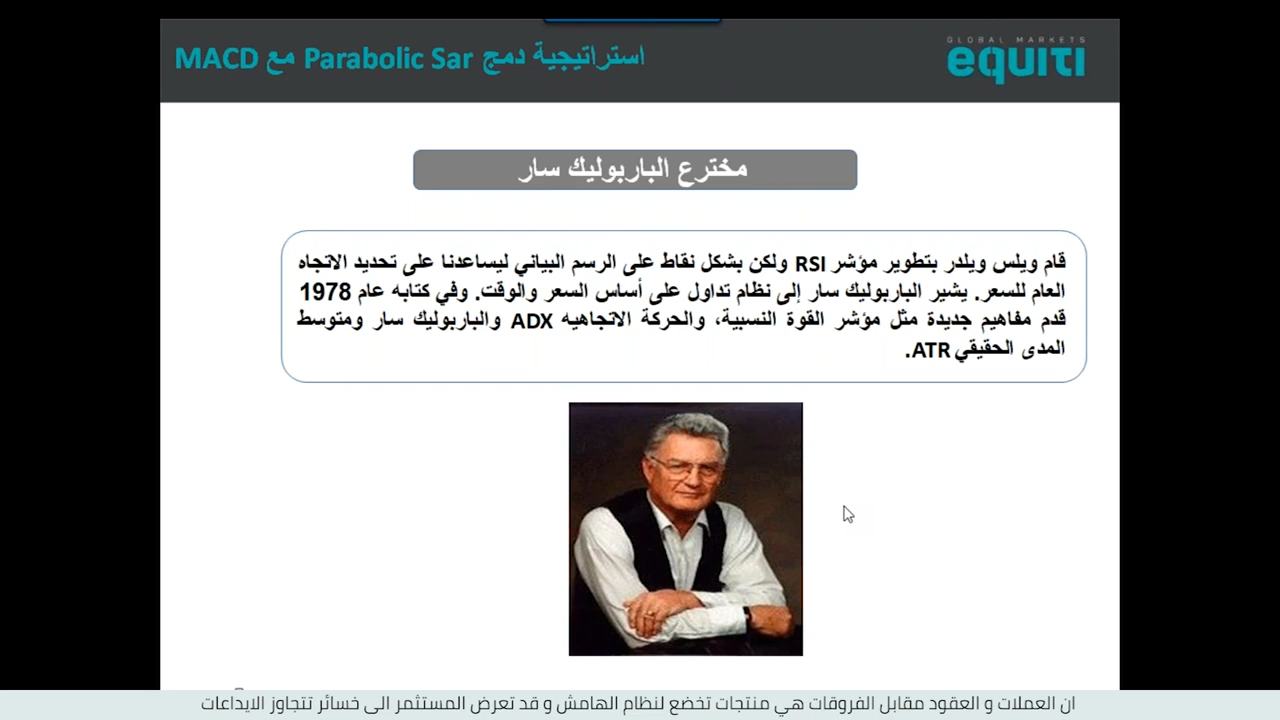 استراتيجية دمج Parabolic Sar مع MACD
GLOBAL MARKETS
equiti
مخترع الباربوليك سار
قام ويلس ويلدر بتطوير مؤشر RSI ولكن بشكل نقاط على الرسم البياني ليساعدنا على تحديد الاتجاه
العام للسعر. يشير الباربوليك سار إلى نظام تداول على أساس السعر والوقت. وفي كتابه عام 1978
قدم مفاهيم جديدة مثل مؤشر القوة النسبية، والحركة الاتجاهيه ADX والباربوليك سار ومتوسط
المدى الحقيقي ATR.
ان العملات و العقود مقابل الفروقات هي منتجات تخضع لنظام الهامش و قد تعرض المستثمر الى خسائر تتجاوز الايداعات